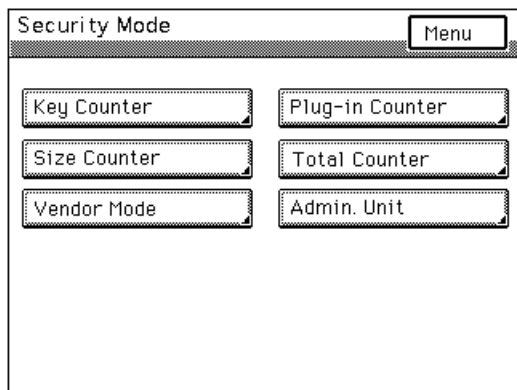 Security Mode
Menu
Key Counter
Plug-in Counter
Size Counter
Total Counter
Vendor Mode
Admin. Unit